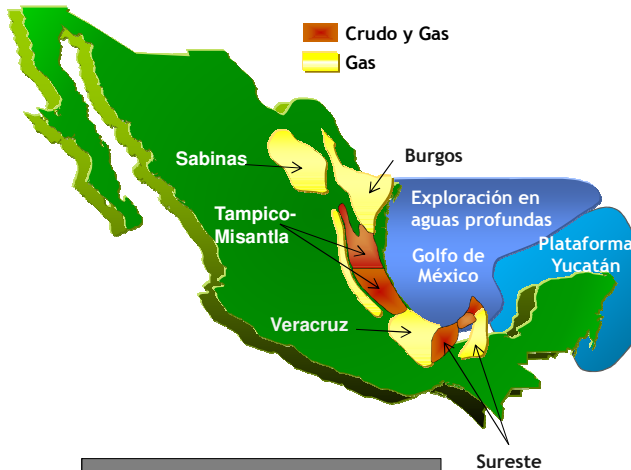 Crudo y Gas
Gas
Sabinas
Burgos
Exploración en
aguas profundas
Tampico-
Misantla
Golfo de
México
Plataforma
Yucatán
Veracruz
Sureste